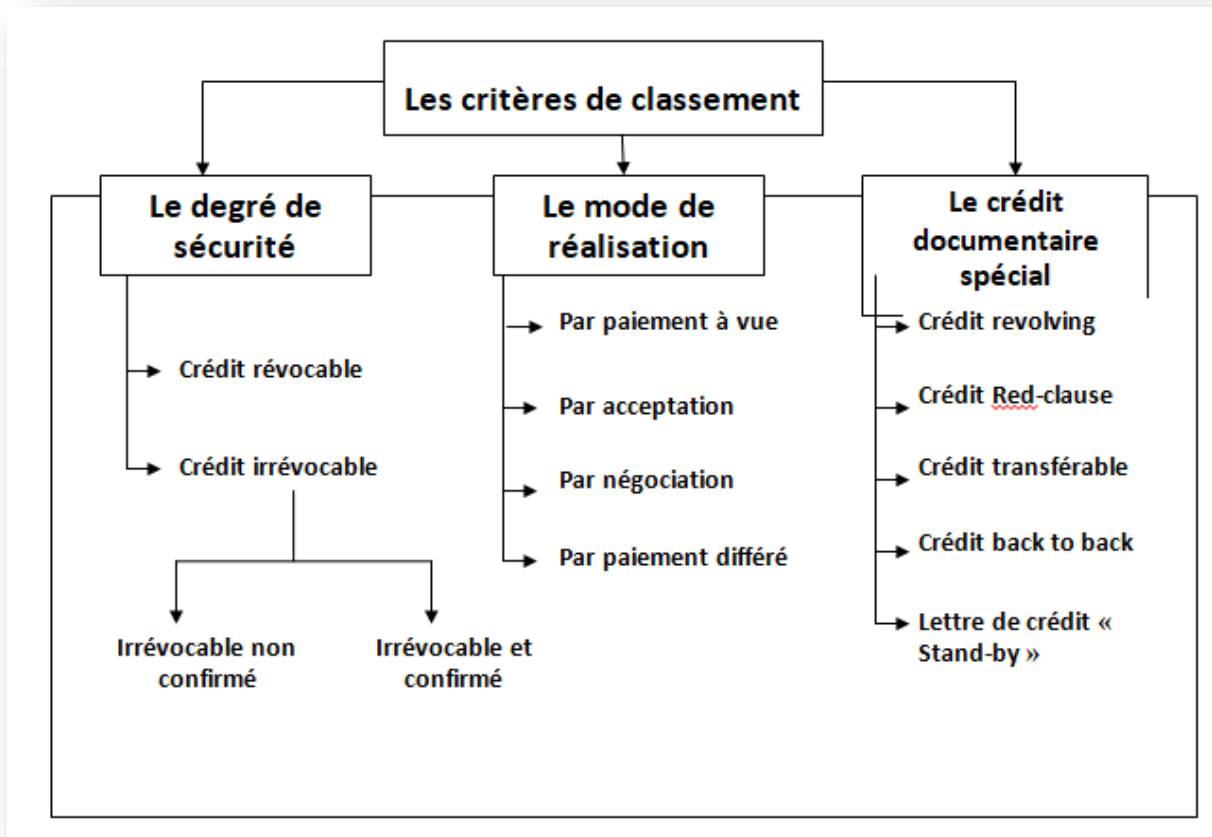 Les critères de classement
Le degré de
sécurité
Crédit révocable
Crédit irrévocable
Irrévocable non
confirmé
Irrévocable et
confirmé
Le mode de
réalisation
Par paiement à vue
Par acceptation
Par négociation
Par paiement différé
Le crédit
documentaire
spécial
Crédit revolving
Crédit Red-clause
Crédit transférable
Crédit back to back
Lettre de crédit «
Stand-by »